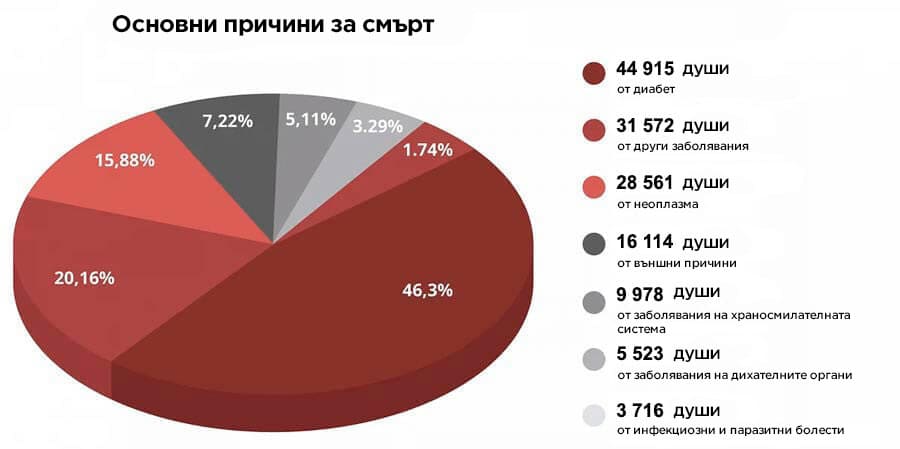 Основни причини за смърт
7,22%
5,11%
3.29%
1.74%
15,88%
20,16%
46,3%
44 915 души
от диабет
31 572 души
от други заболявания
28 561 души
от неоплазма
16 114 души
от външни причини
9 978 души
от заболявания на храносмилателната
система
5 523 души
от заболявания на дихателните органи
3 716 души
от инфекциозни и паразитни болести